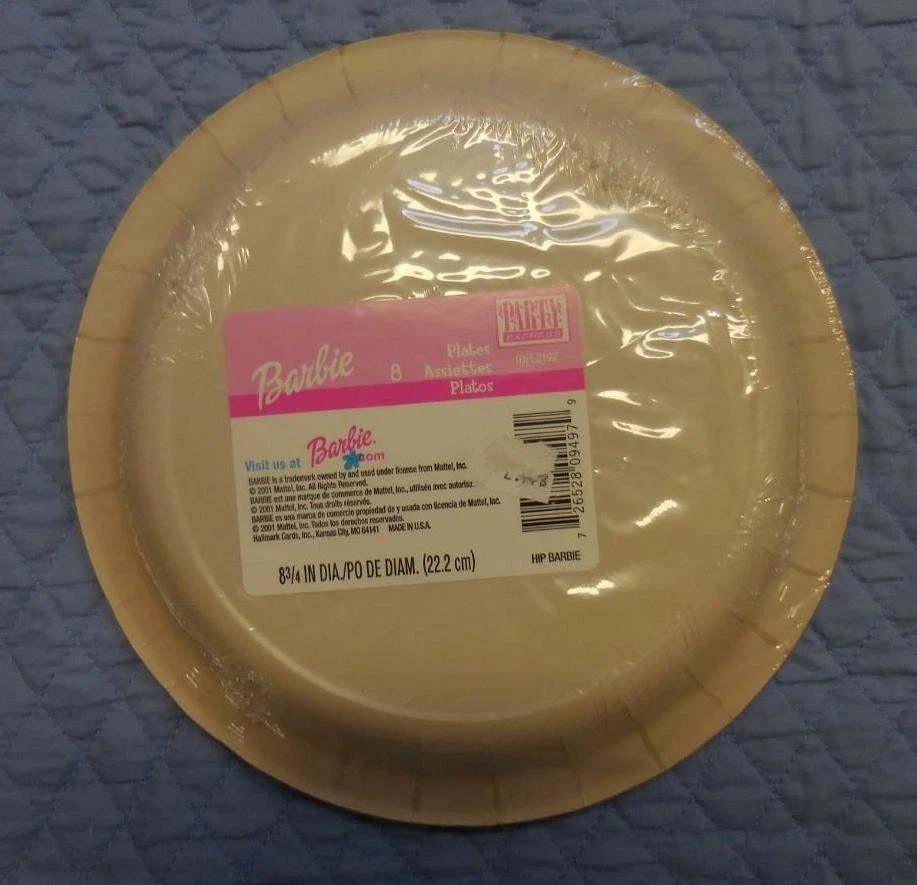 PARTY
EXPRESS
Barbie
8
Plates
Assiettes
Platos
10PL2192
Visit us at Barbie.com
BARBIE is a trademark owned by and used under license from Mattel, Inc.
© 2001 Mattel, Inc. All Rights Reserved.
BARBIE est une marque de commerce de Mattel, Inc., utilisée avec
© 2001 Mattel, Inc. Tous droits réservés.
BARBIE es una marca de comercio propiedad de y usada con licencia de Mattel, Inc.
© 2001 Mattel, Inc. Todos los derechos reservados.
Hallmark Cards, Inc., Kansas City, MO 64141 MADE IN U.S.A.
8 3/4 IN DIA./PO DE DIAM. (22.2 cm)
HIP BARBIE
7 26528 09497 9